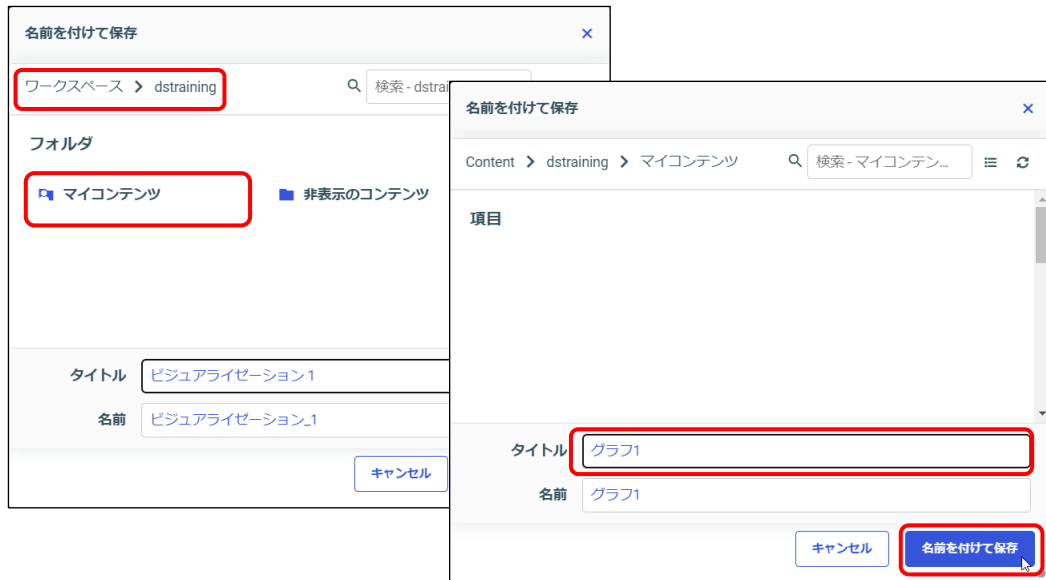 名前を付けて保存
ワークスペース dstraining
検索 - dstrai
フォルダ
マイコンテンツ 非表示のコンテンツ
タイトル ビジュアライゼーション 1
名前 ビジュアライゼーション_1
キャンセル
名前を付けて保存
Content dstraining マイコンテンツ 検索 - マイコンテン...
項目
タイトル グラフ1
名前 グラフ1
キャンセル 名前を付けて保存